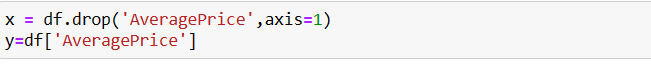 x = df.drop('AveragePrice',axis=1)
y=df['AveragePrice']